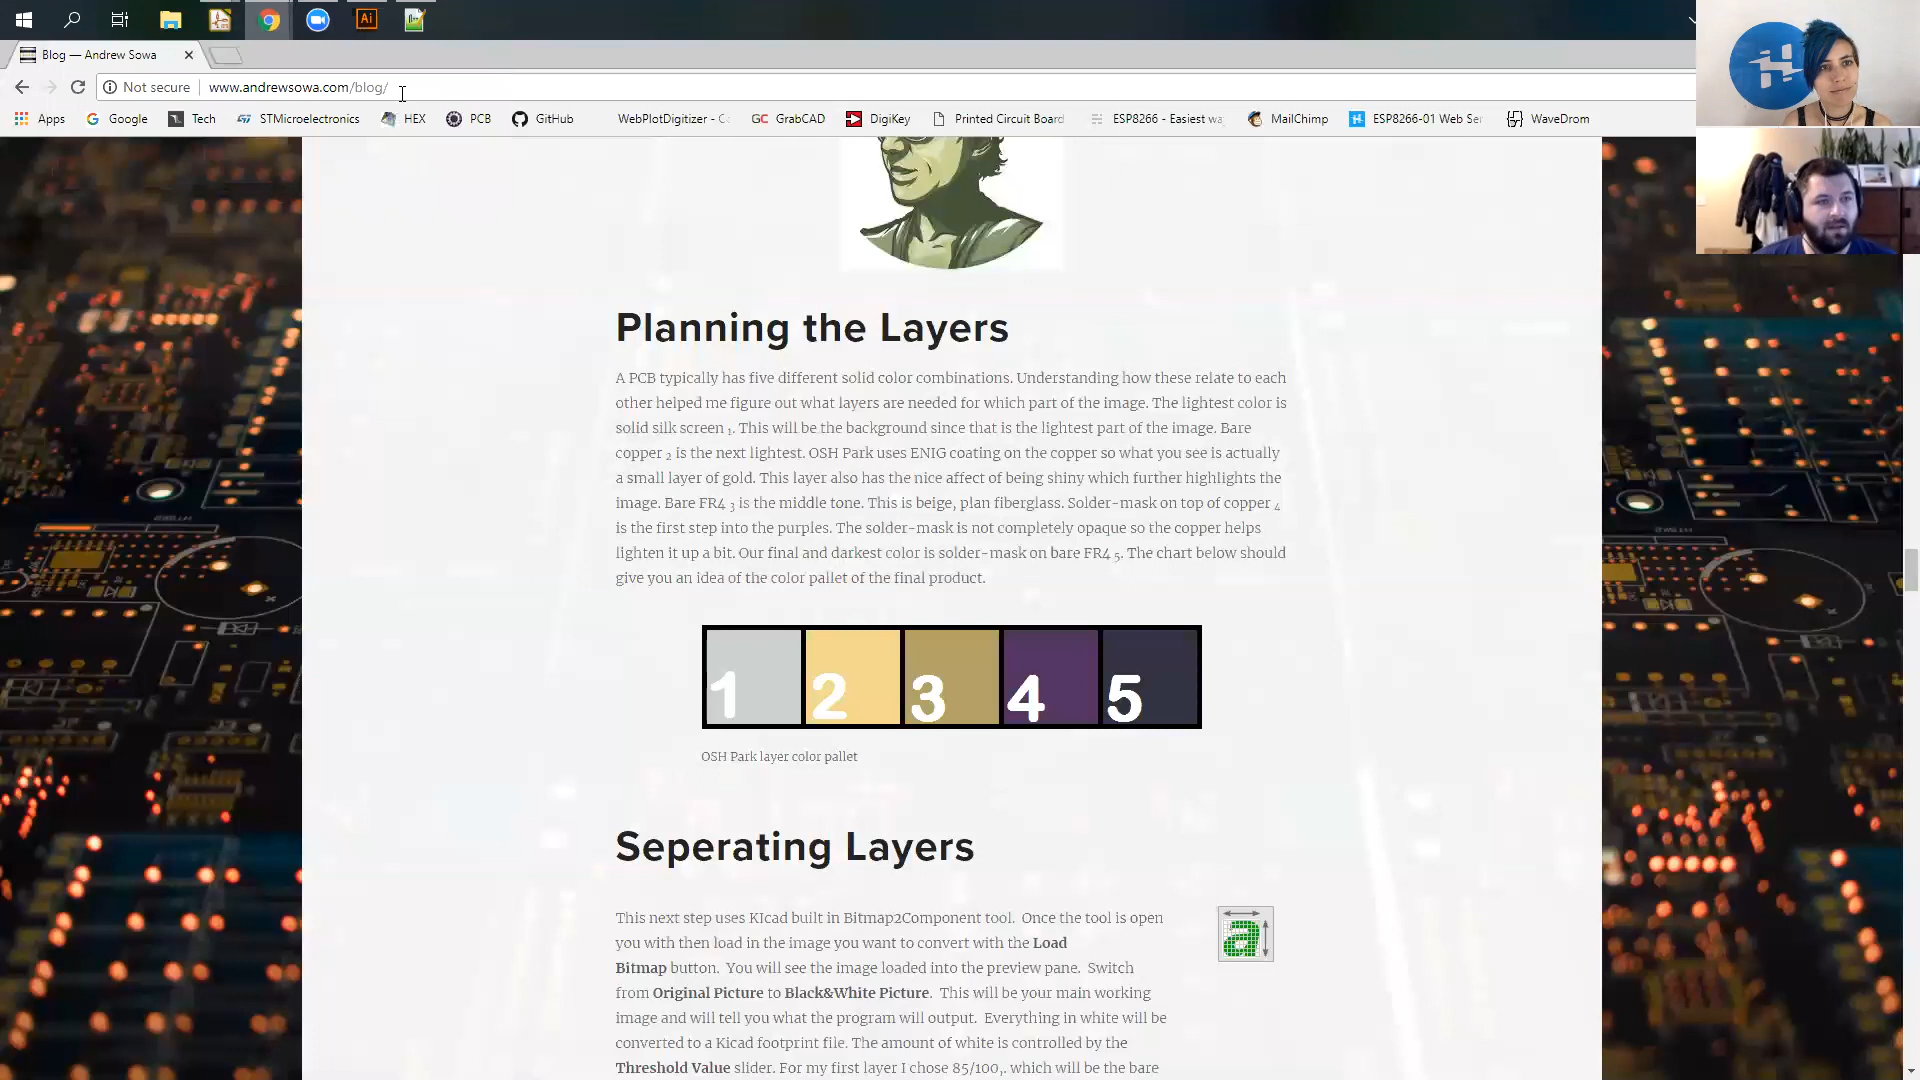 Ai
Blog — Andrew Sowa
Not secure www.andrewsowa.com/blog/
Apps Google Tech STMicroelectronics HEX PCB GitHub WebPlotDigitizer - C GC GrabCAD DigiKey Printed Circuit Board ESP8266 - Easiest wa MailChimp ESP8266-01 Web Ser WaveDrom
Planning the Layers
A PCB typically has five different solid color combinations. Understanding how these relate to each
other helped me figure out what layers are needed for which part of the image. The lightest color is
solid silk screen 1. This will be the background since that is the lightest part of the image. Bare
copper 2 is the next lightest. OSH Park uses ENIG coating on the copper so what you see is actually
a small layer of gold. This layer also has the nice affect of being shiny which further highlights the
image. Bare FR4 3 is the middle tone. This is beige, plan fiberglass. Solder-mask on top of copper 4
is the first step into the purples. The solder-mask is not completely opaque so the copper helps
lighten it up a bit. Our final and darkest color is solder-mask on bare FR4 5. The chart below should
give you an idea of the color pallet of the final product.
1 2 3 4 5
OSH Park layer color pallet
Seperating Layers
This next step uses KIcad built in Bitmap2Component tool. Once the tool is open
you with then load in the image you want to convert with the Load
Bitmap button. You will see the image loaded into the preview pane. Switch
from Original Picture to Black&White Picture. This will be your main working
image and will tell you what the program will output. Everything in white will be
converted to a Kicad footprint file. The amount of white is controlled by the
Threshold Value slider. For my first layer I chose 85/100,. which will be the bare